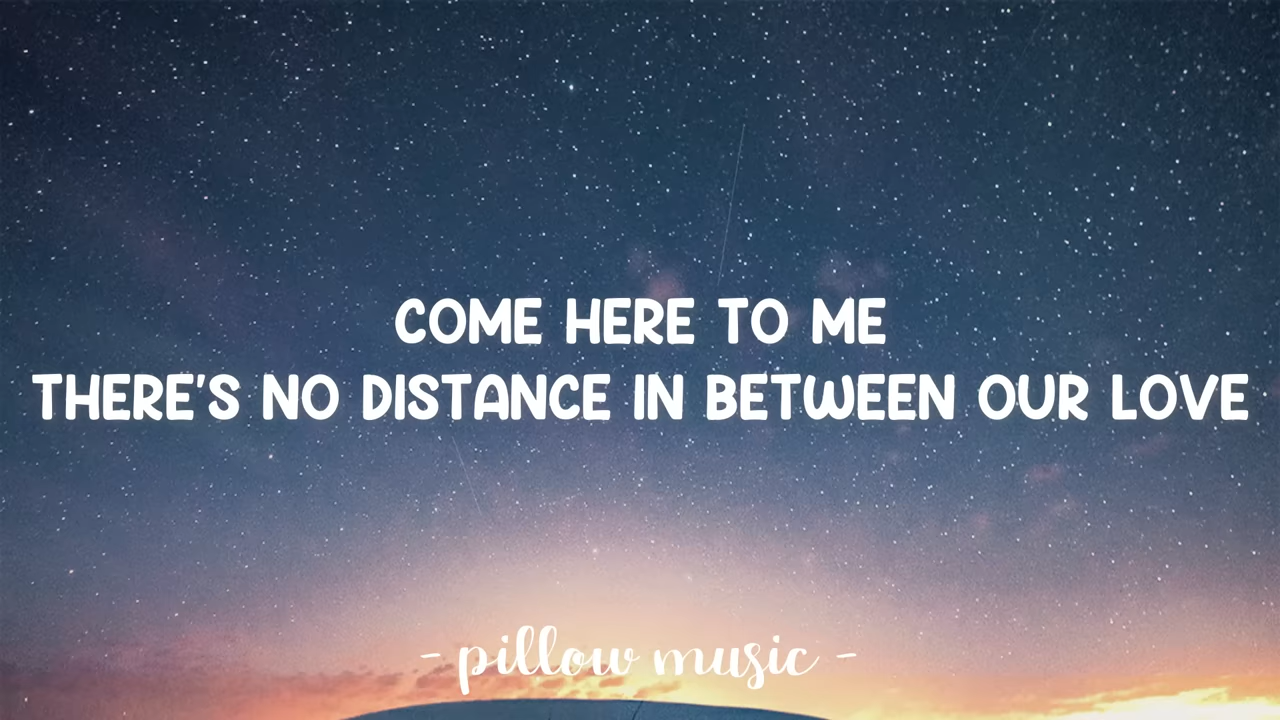 COME HERE TO ME
THERE'S NO DISTANCE IN BETWEEN OUR LOVE
- pillow music -